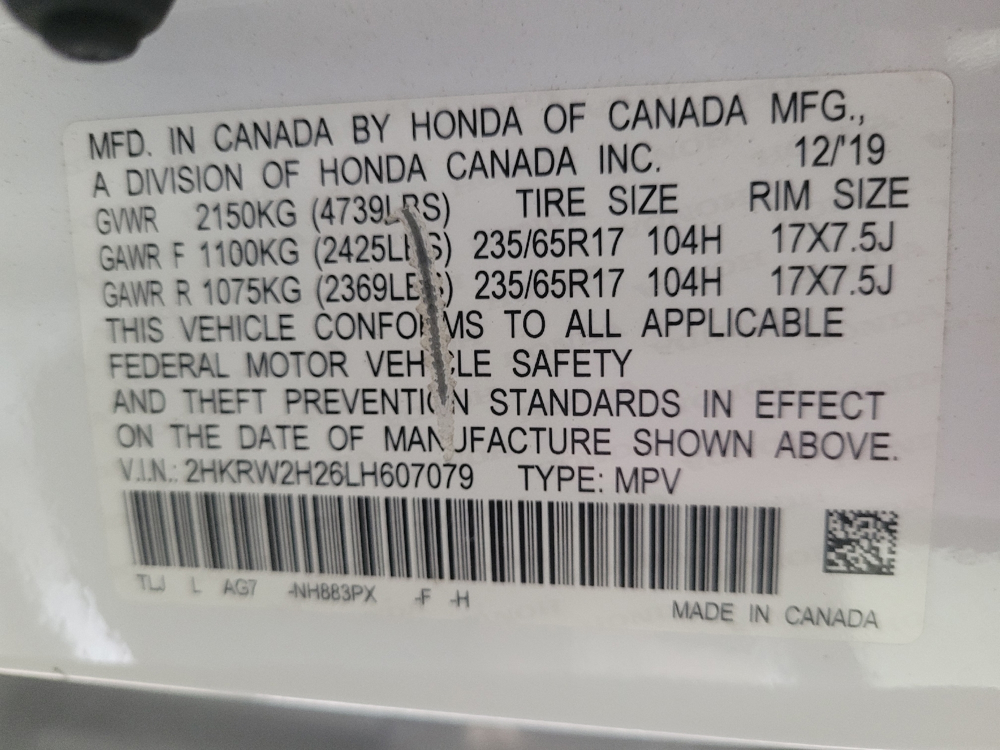 MFD. IN CANADA BY HONDA OF CANADA MFG.,
A DIVISION OF HONDA CANADA INC. 12/'19
GVWR 2150KG (4739LBS) TIRE SIZE RIM SIZE
GAWR F 1100KG (2425LBS) 235/65R17 104H 17X7.5J
GAWR R 1075KG (2369LBS) 235/65R17 104H 17X7.5J
THIS VEHICLE CONFORMS TO ALL APPLICABLE
FEDERAL MOTOR VEHICLE SAFETY
AND THEFT PREVENTION STANDARDS IN EFFECT
ON THE DATE OF MANUFACTURE SHOWN ABOVE.
V.I.N.: 2HKRW2H26LH607079 TYPE: MPV
TLJ L AG7 -NH883PX -F -H
MADE IN CANADA